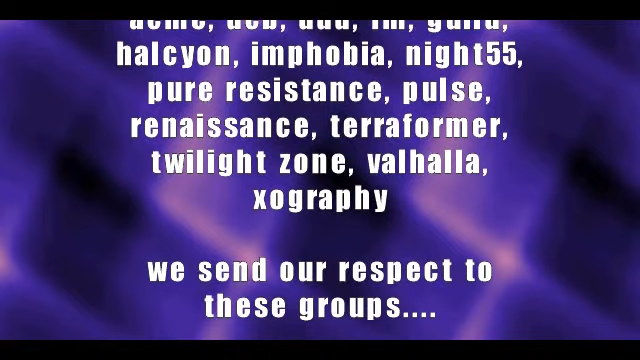 halcyon, imphobia, night55,
pure resistance, pulse,
renaissance, terraformer,
twilight zone, valhalla,
xography
we send our respect to
these groups....